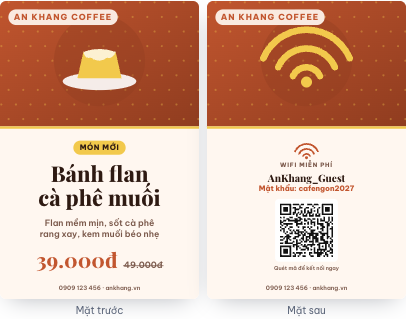 AN KHANG COFFEE
MÓN MỚI
Bánh flan
cà phê muối
Flan mềm mịn, sốt cà phê
rang xay, kem muối béo nhẹ
39.000đ 49.000đ
0909 123 456 · ankhang.vn
Mặt trước
AN KHANG COFFEE
WIFI MIỄN PHÍ
AnKhang_Guest
Mật khẩu: cafengon2027
Quét mã để kết nối ngay
0909 123 456 · ankhang.vn
Mặt sau